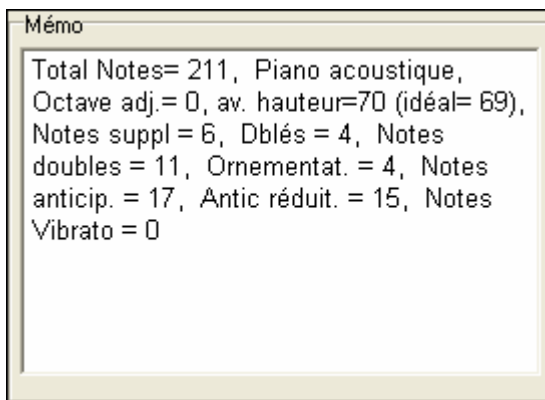 Mémo
Total Notes= 211, Piano acoustique,
Octave adj.= 0, av. hauteur=70 (idéal= 69),
Notes suppl = 6, Dblés = 4, Notes
doubles = 11, Ornementat. = 4, Notes
anticip. = 17, Antic réduit. = 15, Notes
Vibrato = 0